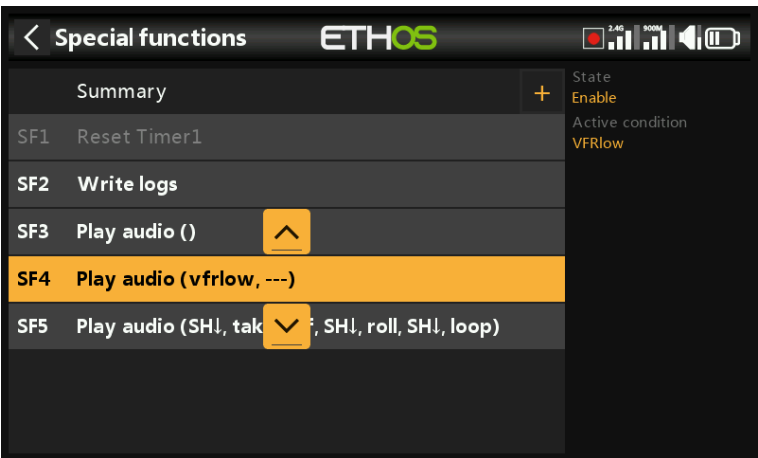 Special functions
ETHOS
2.4G
900M
Summary
+
SF1 Reset Timer1
SF2 Write logs
SF3 Play audio ()
SF4 Play audio (vfrlow, ---)
SF5 Play audio (SH↓, tak , SH↓, roll, SH↓, loop)
State
Enable
Active condition
VFRlow